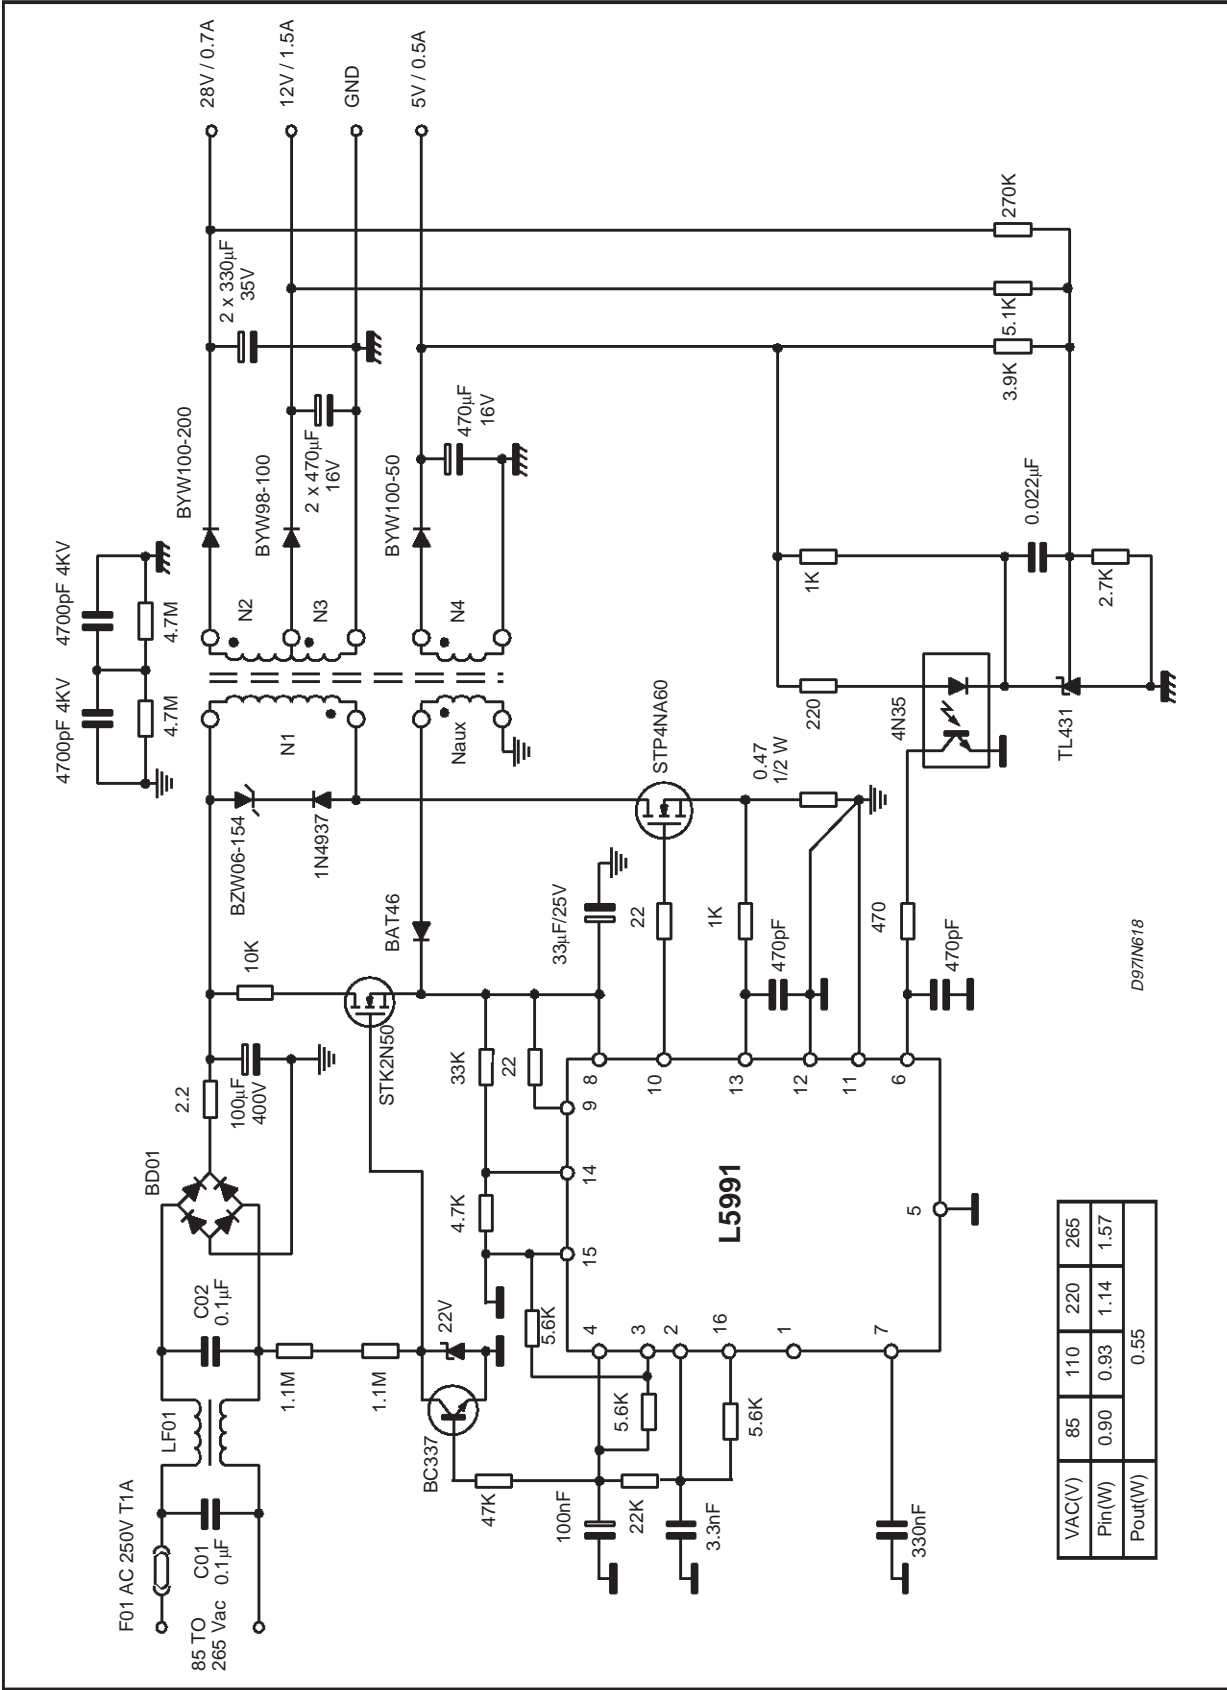 F01 AC 250V T1A
85 TO
265 Vac
C01
0.1µF
LF01
C02
0.1µF
BD01
2.2
100µF
400V
1.1M
1.1M
22V
BC337
47K
STK2N50
10K
BZW06-154
1N4937
BAT46
4700pF 4KV
4700pF 4KV
4.7M
4.7M
N1
N2
N3
N4
Naux
BYW100-200
BYW98-100
BYW100-50
2 x 330µF
35V
2 x 470µF
16V
470µF
16V
28V / 0.7A
12V / 1.5A
GND
5V / 0.5A
33K
22
4.7K
5.6K
5.6K
5.6K
22K
100nF
3.3nF
330nF
33µF/25V
22
STP4NA60
1K
0.47
1/2 W
470pF
470
470pF
4N35
220
1K
0.022µF
2.7K
TL431
3.9K
5.1K
270K
L5991
8
9
14
15
4
3
2
16
1
7
5
6
11
12
13
10
VAC(V) 85 110 220 265
Pin(W) 0.90 0.93 1.14 1.57
Pout(W) 0.55
D97IN618